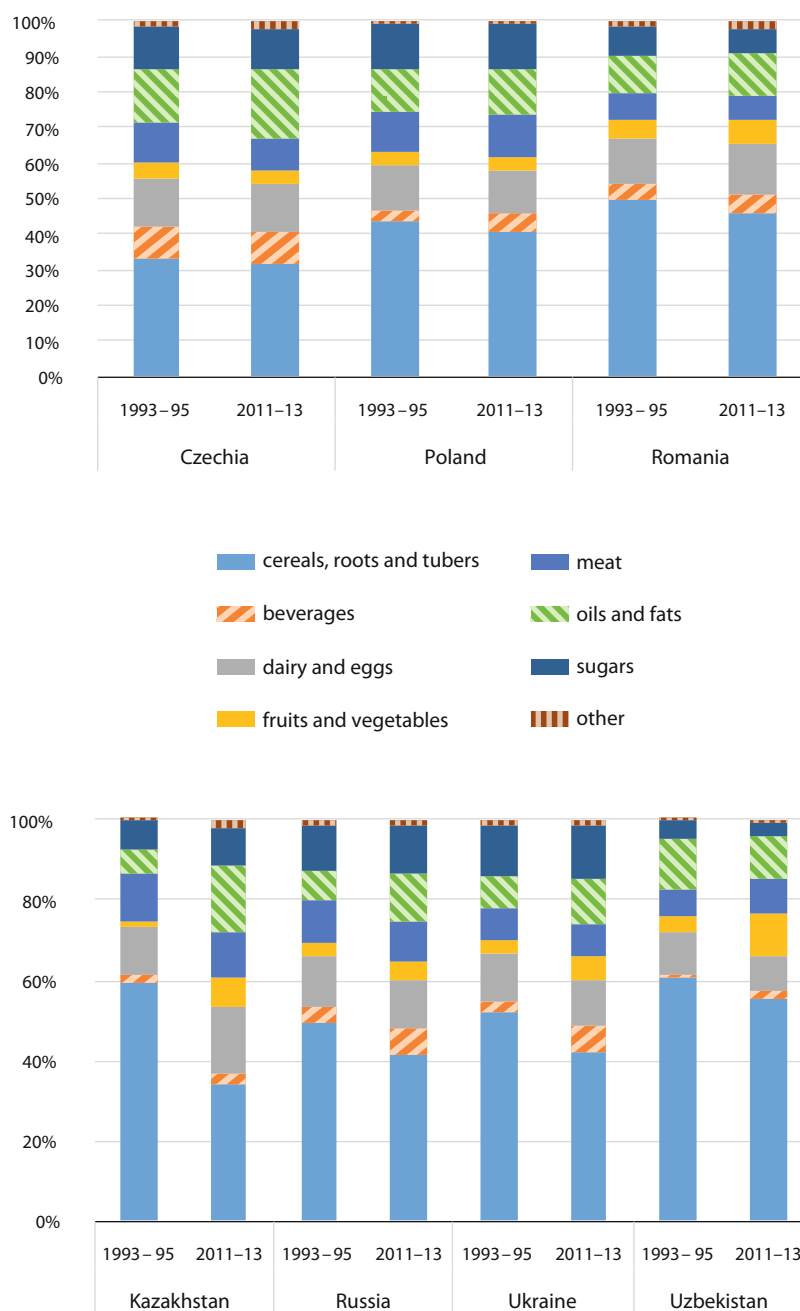 100%
90%
80%
70%
60%
50%
40%
30%
20%
10%
0%
1993–95 2011–13 1993–95 2011–13 1993–95 2011–13
Czechia Poland Romania
cereals, roots and tubers meat
beverages oils and fats
dairy and eggs sugars
fruits and vegetables other
100%
80%
60%
40%
20%
0%
1993–95 2011–13 1993–95 2011–13 1993–95 2011–13 1993–95 2011–13
Kazakhstan Russia Ukraine Uzbekistan